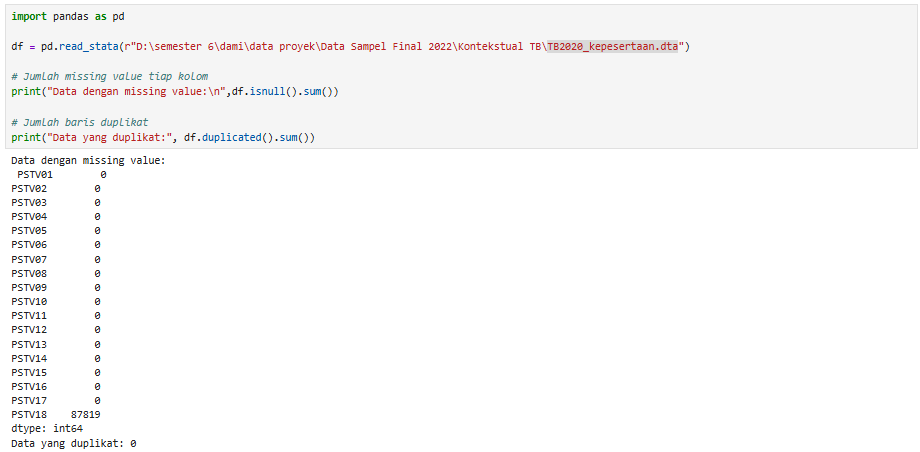 import pandas as pd
df = pd.read_stata(r"D:\semester 6\dami\data proyek\Data Sampel Final 2022\Kontekstual TB\TB2020_kepesertaan.dta")
# Jumlah missing value tiap kolom
print("Data dengan missing value:\n",df.isnull().sum())
# Jumlah baris duplikat
print("Data yang duplikat:", df.duplicated().sum())
Data dengan missing value:
 PSTV01        0
PSTV02        0
PSTV03        0
PSTV04        0
PSTV05        0
PSTV06        0
PSTV07        0
PSTV08        0
PSTV09        0
PSTV10        0
PSTV11        0
PSTV12        0
PSTV13        0
PSTV14        0
PSTV15        0
PSTV16        0
PSTV17        0
PSTV18    87819
dtype: int64
Data yang duplikat: 0